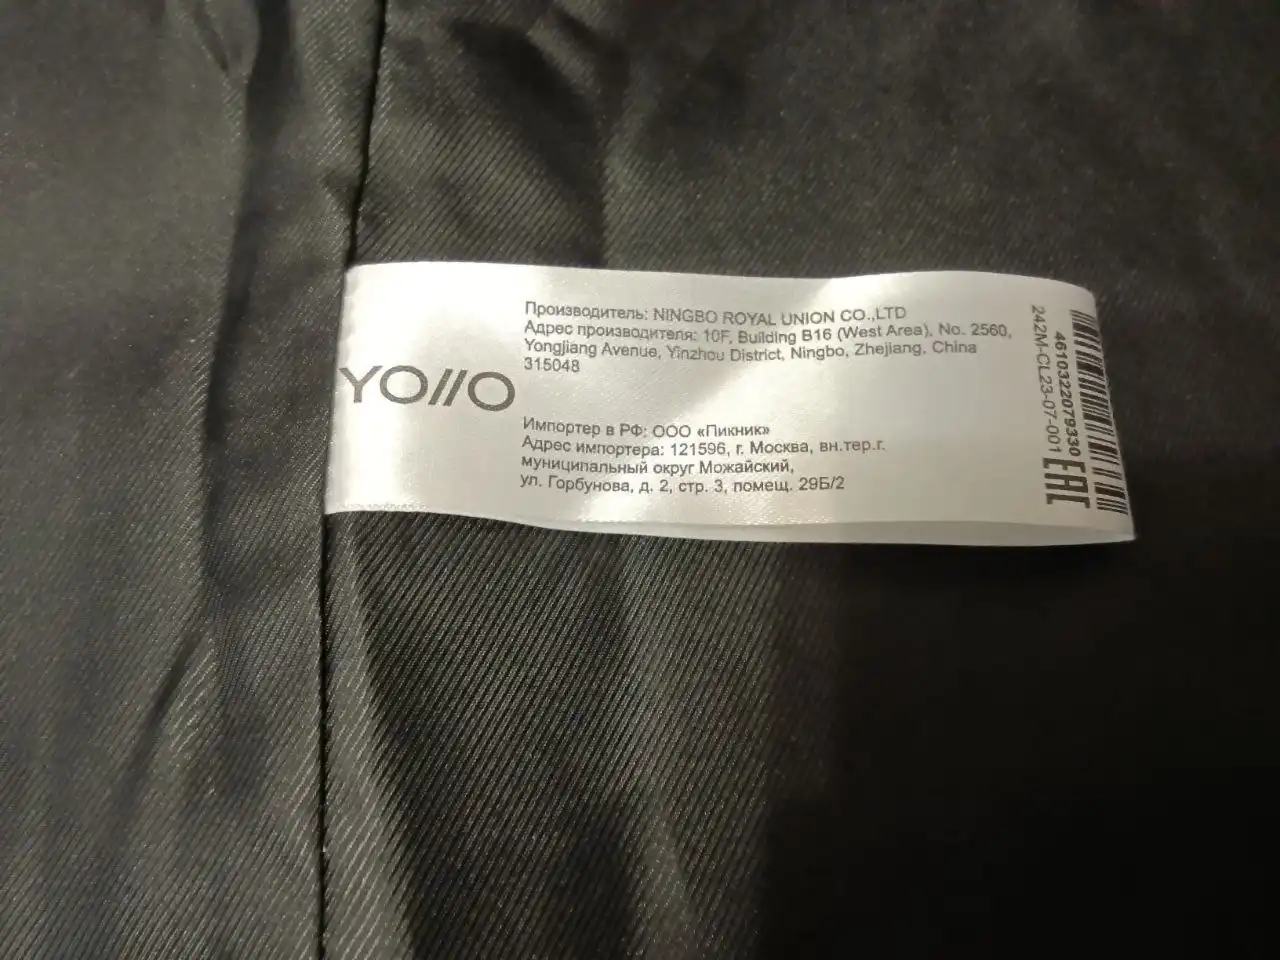 YO//O
Производитель: NINGBO ROYAL UNION CO.,LTD
Адрес производителя: 10F, Building B16 (West Area), No. 2560,
Yongjiang Avenue, Yinzhou District, Ningbo, Zhejiang, China
315048
Импортер в РФ: ООО «Пикник»
Адрес импортера: 121596, г. Москва, вн.тер.г.
муниципальный округ Можайский,
ул. Горбунова, д. 2, стр. 3, помещ. 29Б/2
4610322079330
242M-CL23-07-001
EAC